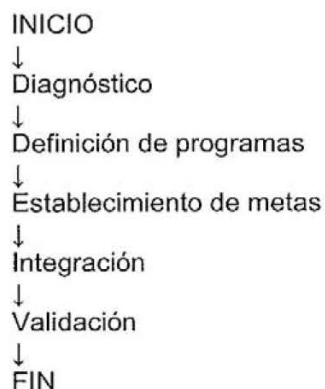 INICIO
↓
Diagnóstico
↓
Definición de programas
↓
Establecimiento de metas
↓
Integración
↓
Validación
↓
FIN